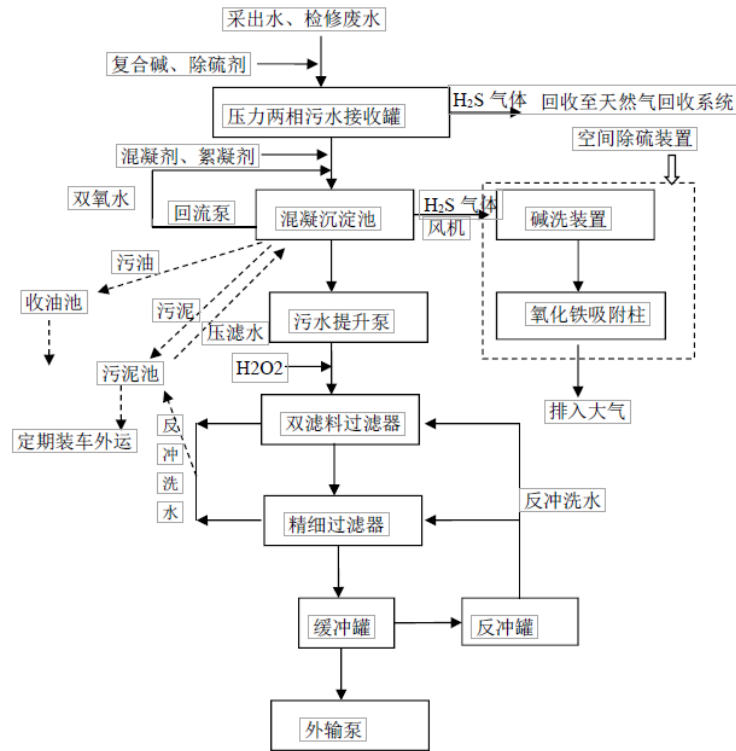 采出水、检修废水
复合碱、除硫剂
H₂S 气体
回收至天然气回收系统
压力两相污水接收罐
空间除硫装置
混凝剂、絮凝剂
双氧水
回流泵
混凝沉淀池
H₂S 气体
风机
碱洗装置
污油
收油池
污泥
压滤水
污水提升泵
氧化铁吸附柱
污泥池
H2O2
排入大气
定期装车外运
反
冲
洗
水
双滤料过滤器
反冲洗水
精细过滤器
缓冲罐
反冲罐
外输泵